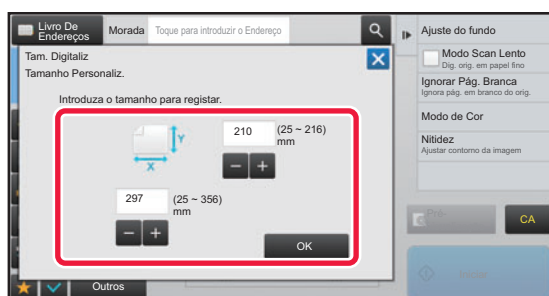 Livro De
Endereços
Morada
Toque para introduzir o Endereço
Tam. Digitaliz
Tamanho Personaliz.
Introduza o tamanho para registar.
Y
X
210
(25 ~ 216)
mm
297
(25 ~ 356)
mm
OK
Outros
Ajuste do fundo
Modo Scan Lento
Dig. orig. em papel fino
Ignorar Pág. Branca
Ignora pág. em branco do orig.
Modo de Cor
Nitidez
Ajustar contorno da imagem
Pré-
CA
Iniciar